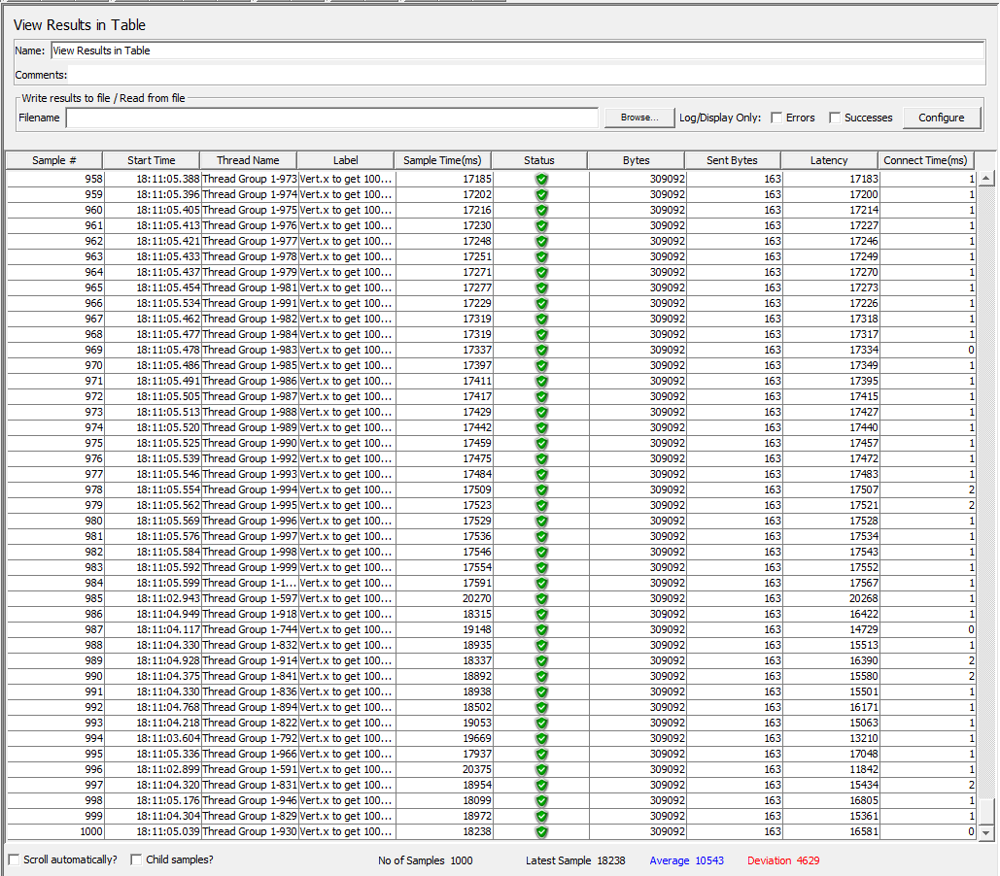 View Results in Table
Name: View Results in Table
Comments:
Write results to file / Read from file
Filename Browse... Log/Display Only: Errors Successes Configure
Sample # Start Time Thread Name Label Sample Time(ms) Status Bytes Sent Bytes Latency Connect Time(ms)
958 18:11:05.388 Thread Group 1-973 Vert.x to get 100... 17185 309092 163 17183 1
959 18:11:05.396 Thread Group 1-974 Vert.x to get 100... 17202 309092 163 17200 1
960 18:11:05.405 Thread Group 1-975 Vert.x to get 100... 17216 309092 163 17214 1
961 18:11:05.413 Thread Group 1-976 Vert.x to get 100... 17230 309092 163 17227 1
962 18:11:05.421 Thread Group 1-977 Vert.x to get 100... 17248 309092 163 17246 1
963 18:11:05.433 Thread Group 1-978 Vert.x to get 100... 17251 309092 163 17249 1
964 18:11:05.437 Thread Group 1-979 Vert.x to get 100... 17271 309092 163 17270 1
965 18:11:05.454 Thread Group 1-981 Vert.x to get 100... 17277 309092 163 17273 1
966 18:11:05.534 Thread Group 1-991 Vert.x to get 100... 17229 309092 163 17226 1
967 18:11:05.462 Thread Group 1-982 Vert.x to get 100... 17319 309092 163 17318 1
968 18:11:05.477 Thread Group 1-984 Vert.x to get 100... 17319 309092 163 17317 1
969 18:11:05.478 Thread Group 1-983 Vert.x to get 100... 17337 309092 163 17334 0
970 18:11:05.486 Thread Group 1-985 Vert.x to get 100... 17397 309092 163 17349 1
971 18:11:05.491 Thread Group 1-986 Vert.x to get 100... 17411 309092 163 17395 1
972 18:11:05.505 Thread Group 1-987 Vert.x to get 100... 17417 309092 163 17415 1
973 18:11:05.513 Thread Group 1-988 Vert.x to get 100... 17429 309092 163 17427 1
974 18:11:05.520 Thread Group 1-989 Vert.x to get 100... 17442 309092 163 17440 1
975 18:11:05.525 Thread Group 1-990 Vert.x to get 100... 17459 309092 163 17457 1
976 18:11:05.539 Thread Group 1-992 Vert.x to get 100... 17475 309092 163 17472 1
977 18:11:05.546 Thread Group 1-993 Vert.x to get 100... 17484 309092 163 17483 1
978 18:11:05.554 Thread Group 1-994 Vert.x to get 100... 17509 309092 163 17507 2
979 18:11:05.562 Thread Group 1-995 Vert.x to get 100... 17523 309092 163 17521 2
980 18:11:05.569 Thread Group 1-996 Vert.x to get 100... 17529 309092 163 17528 1
981 18:11:05.576 Thread Group 1-997 Vert.x to get 100... 17536 309092 163 17534 1
982 18:11:05.584 Thread Group 1-998 Vert.x to get 100... 17546 309092 163 17543 1
983 18:11:05.592 Thread Group 1-999 Vert.x to get 100... 17554 309092 163 17552 1
984 18:11:05.599 Thread Group 1-1... Vert.x to get 100... 17591 309092 163 17567 1
985 18:11:02.943 Thread Group 1-597 Vert.x to get 100... 20270 309092 163 20268 1
986 18:11:04.949 Thread Group 1-918 Vert.x to get 100... 18315 309092 163 16422 1
987 18:11:04.117 Thread Group 1-744 Vert.x to get 100... 19148 309092 163 14729 0
988 18:11:04.330 Thread Group 1-832 Vert.x to get 100... 18935 309092 163 15513 1
989 18:11:04.928 Thread Group 1-914 Vert.x to get 100... 18337 309092 163 16390 2
990 18:11:04.375 Thread Group 1-841 Vert.x to get 100... 18892 309092 163 15580 2
991 18:11:04.330 Thread Group 1-836 Vert.x to get 100... 18938 309092 163 15501 1
992 18:11:04.768 Thread Group 1-894 Vert.x to get 100... 18502 309092 163 16171 1
993 18:11:04.218 Thread Group 1-822 Vert.x to get 100... 19053 309092 163 15063 1
994 18:11:03.604 Thread Group 1-792 Vert.x to get 100... 19669 309092 163 13210 1
995 18:11:05.336 Thread Group 1-966 Vert.x to get 100... 17937 309092 163 17048 1
996 18:11:02.899 Thread Group 1-591 Vert.x to get 100... 20375 309092 163 11842 1
997 18:11:04.320 Thread Group 1-831 Vert.x to get 100... 18954 309092 163 15434 2
998 18:11:05.176 Thread Group 1-946 Vert.x to get 100... 18099 309092 163 16805 1
999 18:11:04.304 Thread Group 1-829 Vert.x to get 100... 18972 309092 163 15361 1
1000 18:11:05.039 Thread Group 1-930 Vert.x to get 100... 18238 309092 163 16581 0
Scroll automatically? Child samples? No of Samples 1000 Latest Sample 18238 Average 10543 Deviation 4629